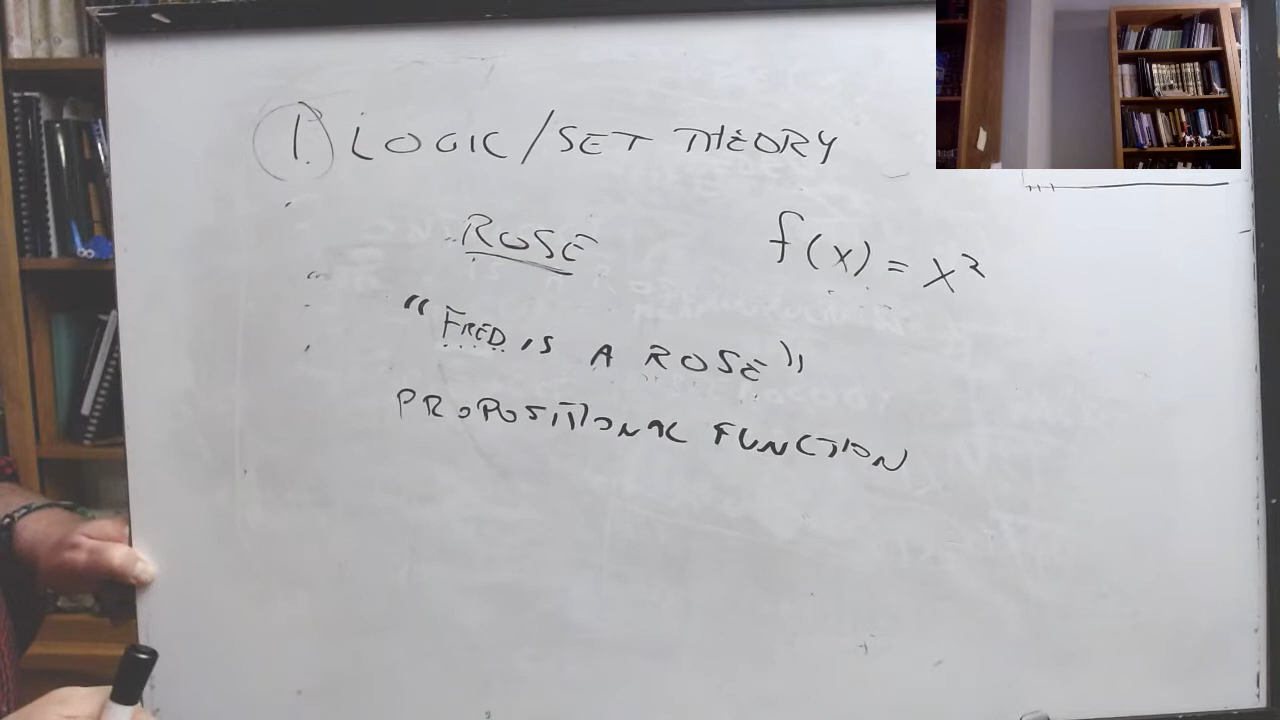 1. LOGIC/SET THEORY
ROSE
f(x) = x²
"FRED IS A ROSE"
PROPOSITIONAL FUNCTION